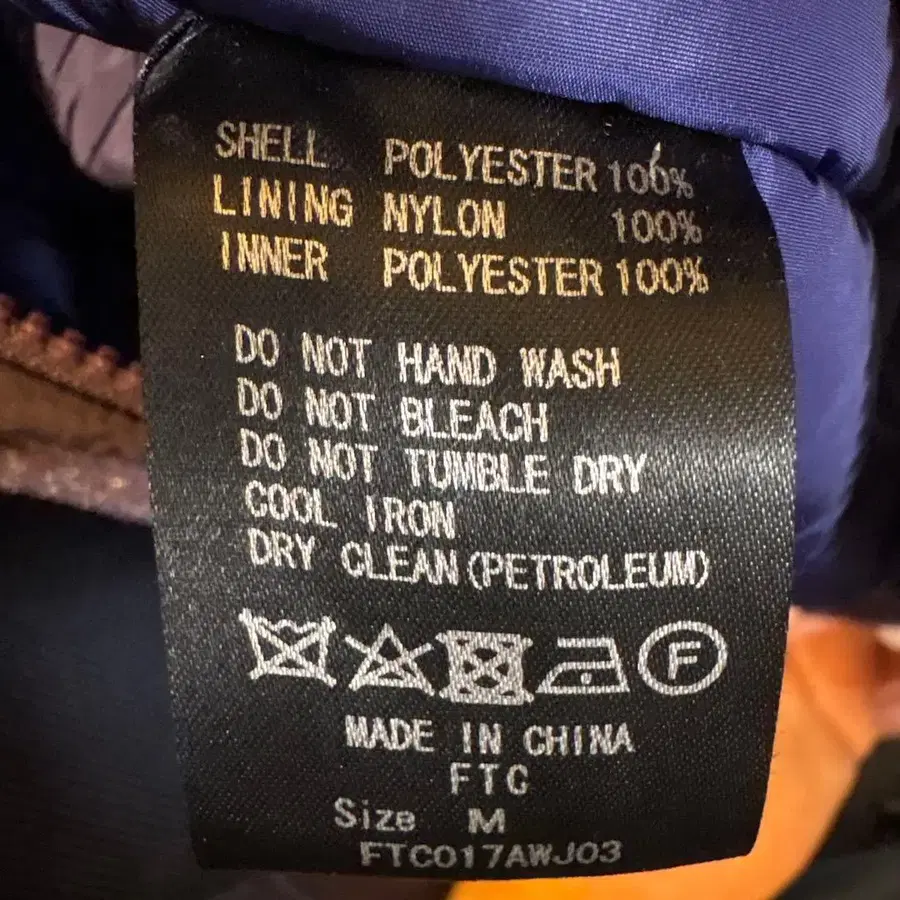 SHELL POLYESTER 100%
LINING NYLON 100%
INNER POLYESTER 100%
DO NOT HAND WASH
DO NOT BLEACH
DO NOT TUMBLE DRY
COOL IRON
DRY CLEAN(PETROLEUM)
F
MADE IN CHINA
FTC
Size M
FTC017AWJ03